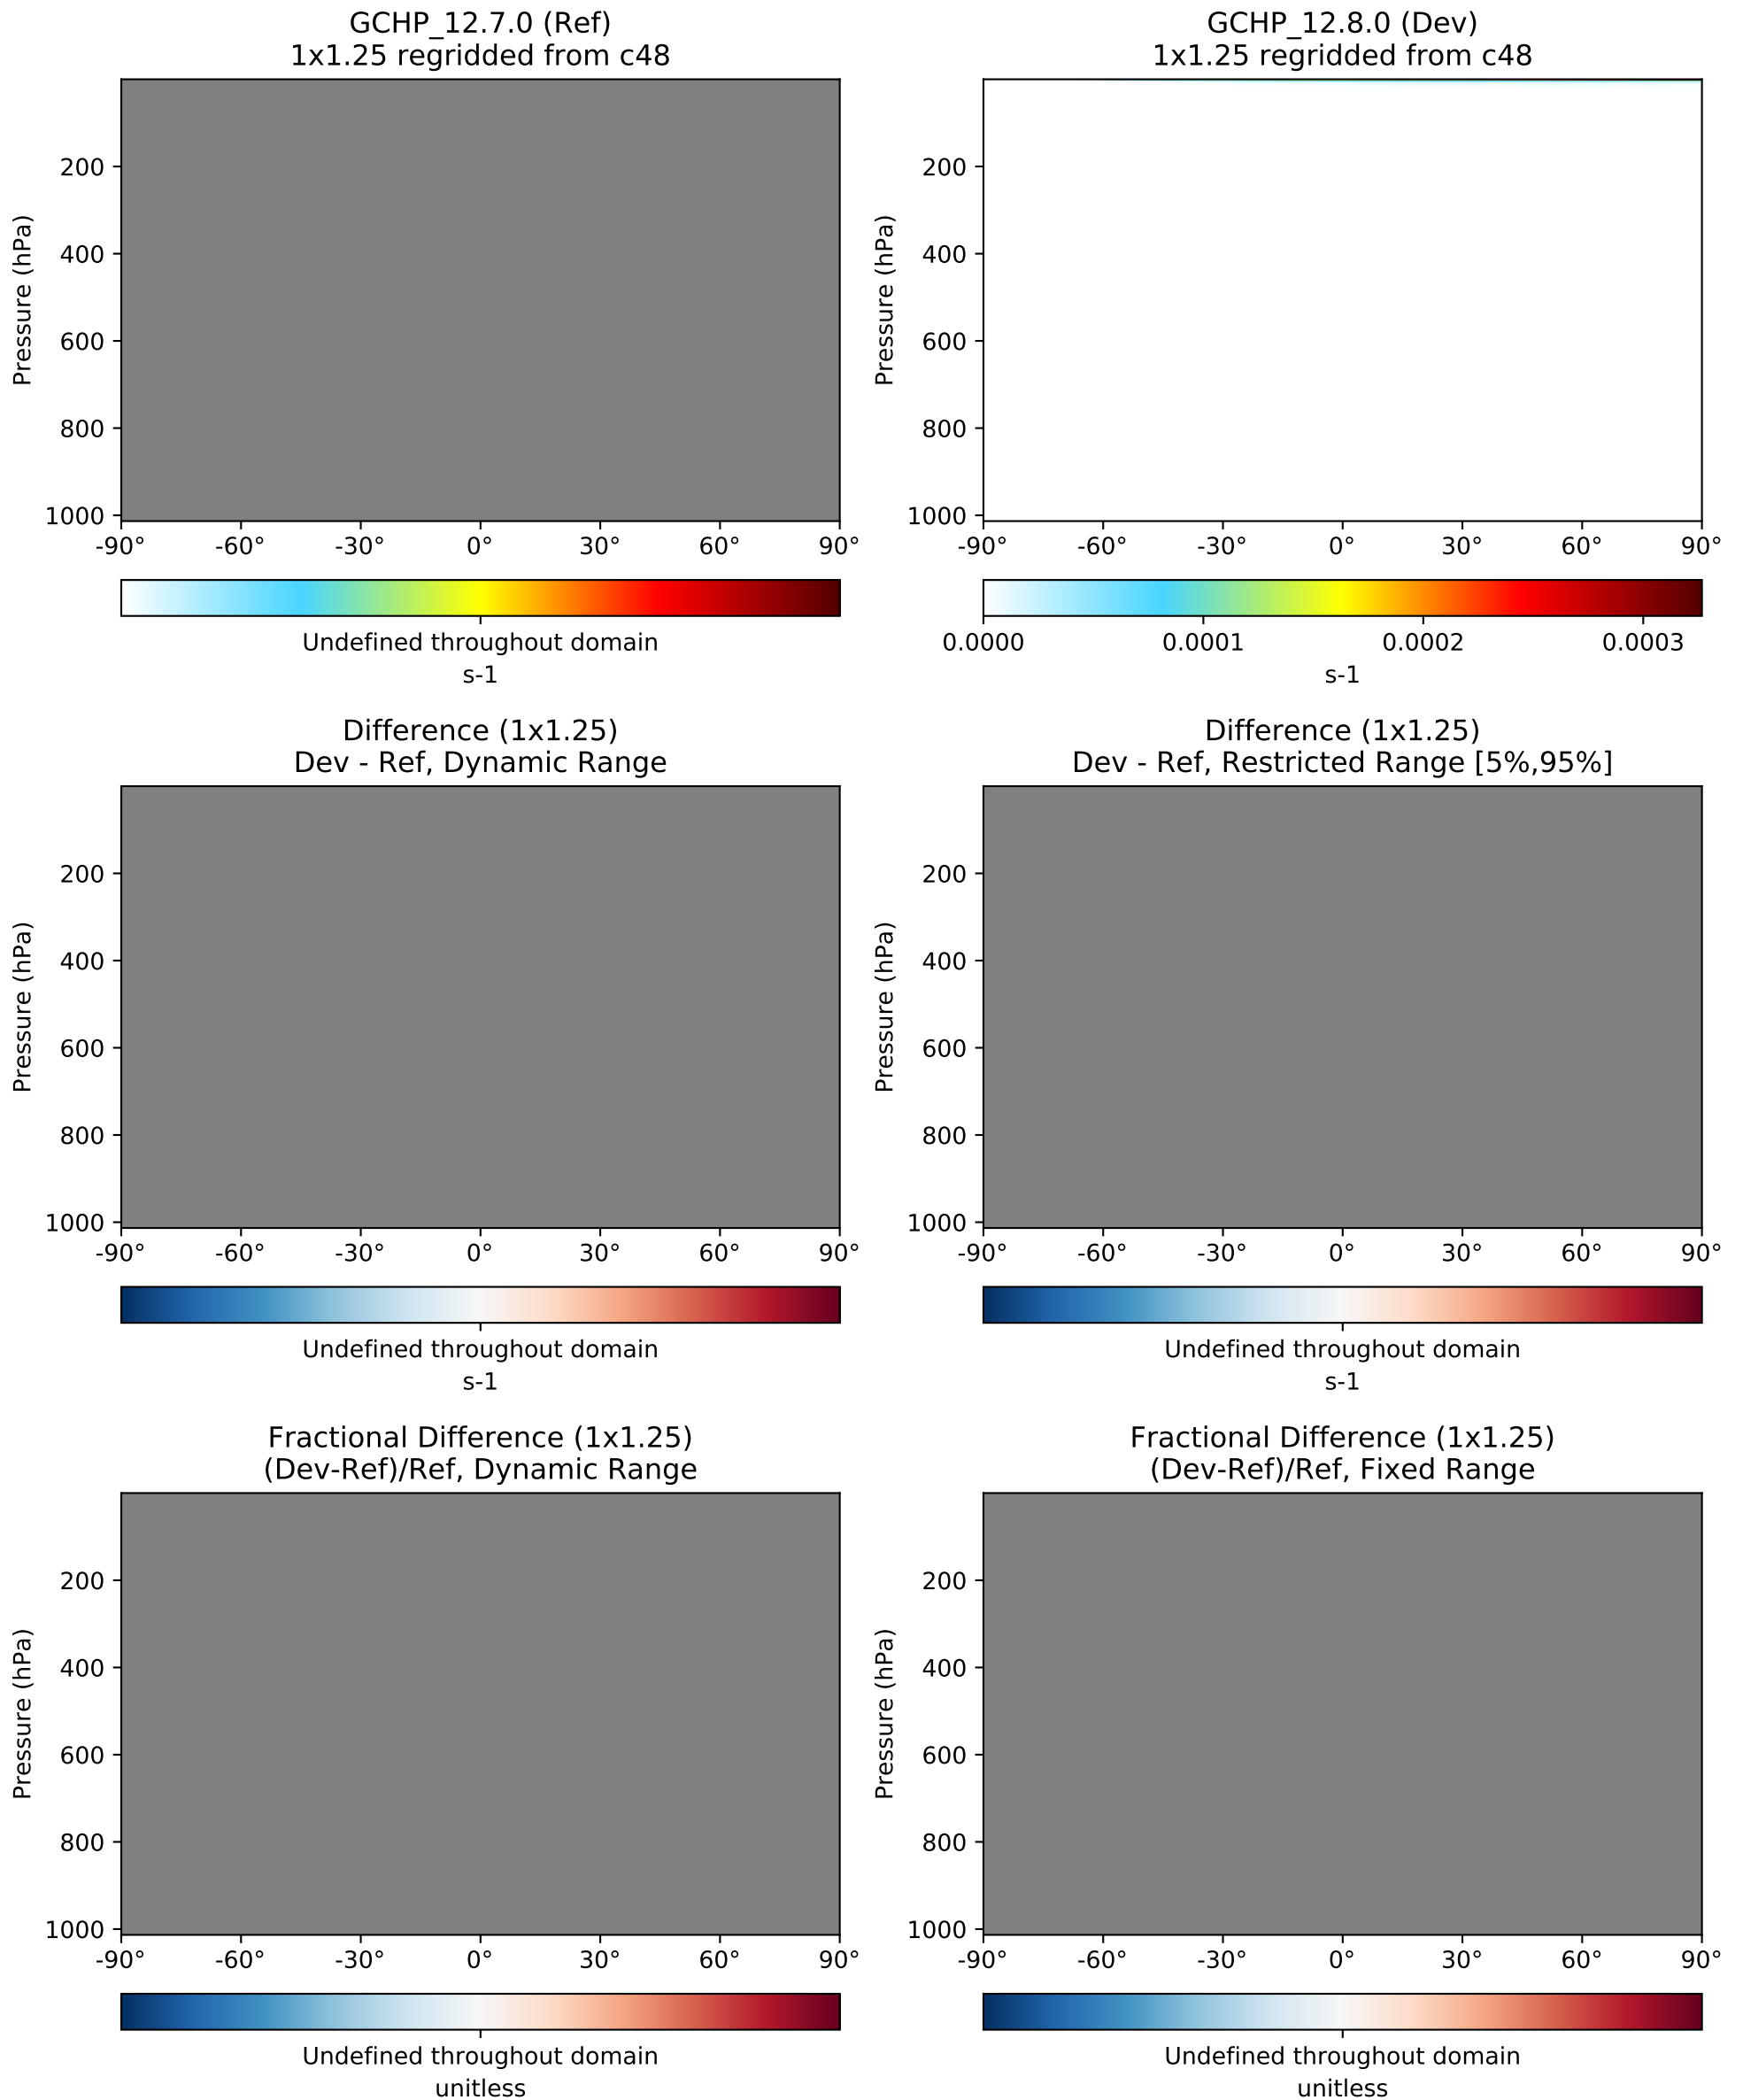 GCHP_12.7.0 (Ref)
1x1.25 regridded from c48
Pressure (hPa)
200
400
600
800
1000
-90° -60° -30° 0° 30° 60° 90°
Undefined throughout domain
s-1
GCHP_12.8.0 (Dev)
1x1.25 regridded from c48
Pressure (hPa)
200
400
600
800
1000
-90° -60° -30° 0° 30° 60° 90°
0.0000 0.0001 0.0002 0.0003
s-1
Difference (1x1.25)
Dev - Ref, Dynamic Range
Pressure (hPa)
200
400
600
800
1000
-90° -60° -30° 0° 30° 60° 90°
Undefined throughout domain
s-1
Difference (1x1.25)
Dev - Ref, Restricted Range [5%,95%]
Pressure (hPa)
200
400
600
800
1000
-90° -60° -30° 0° 30° 60° 90°
Undefined throughout domain
s-1
Fractional Difference (1x1.25)
(Dev-Ref)/Ref, Dynamic Range
Pressure (hPa)
200
400
600
800
1000
-90° -60° -30° 0° 30° 60° 90°
Undefined throughout domain
unitless
Fractional Difference (1x1.25)
(Dev-Ref)/Ref, Fixed Range
Pressure (hPa)
200
400
600
800
1000
-90° -60° -30° 0° 30° 60° 90°
Undefined throughout domain
unitless